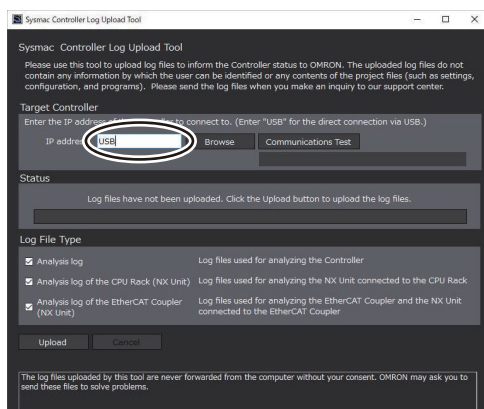 Sysmac Controller Log Upload Tool
Sysmac Controller Log Upload Tool
Please use this tool to upload log files to inform the Controller status to OMRON. The uploaded log files do not
contain any information by which the user can be identified or any contents of the project files (such as settings,
configuration, and programs). Please send the log files when you make an inquiry to our support center.
Target Controller
Enter the IP address of the controller to connect to. (Enter "USB" for the direct connection via USB.)
IP address USB Browse Communications Test
Status
Log files have not been uploaded. Click the Upload button to upload the log files.
Log File Type
Analysis log Log files used for analyzing the Controller
Analysis log of the CPU Rack (NX Unit) Log files used for analyzing the NX Unit connected to the CPU Rack
Analysis log of the EtherCAT Coupler Log files used for analyzing the EtherCAT Coupler and the NX Unit
(NX Unit) connected to the EtherCAT Coupler
Upload Cancel
The log files uploaded by this tool are never forwarded from the computer without your consent. OMRON may ask you to
send these files to solve problems.